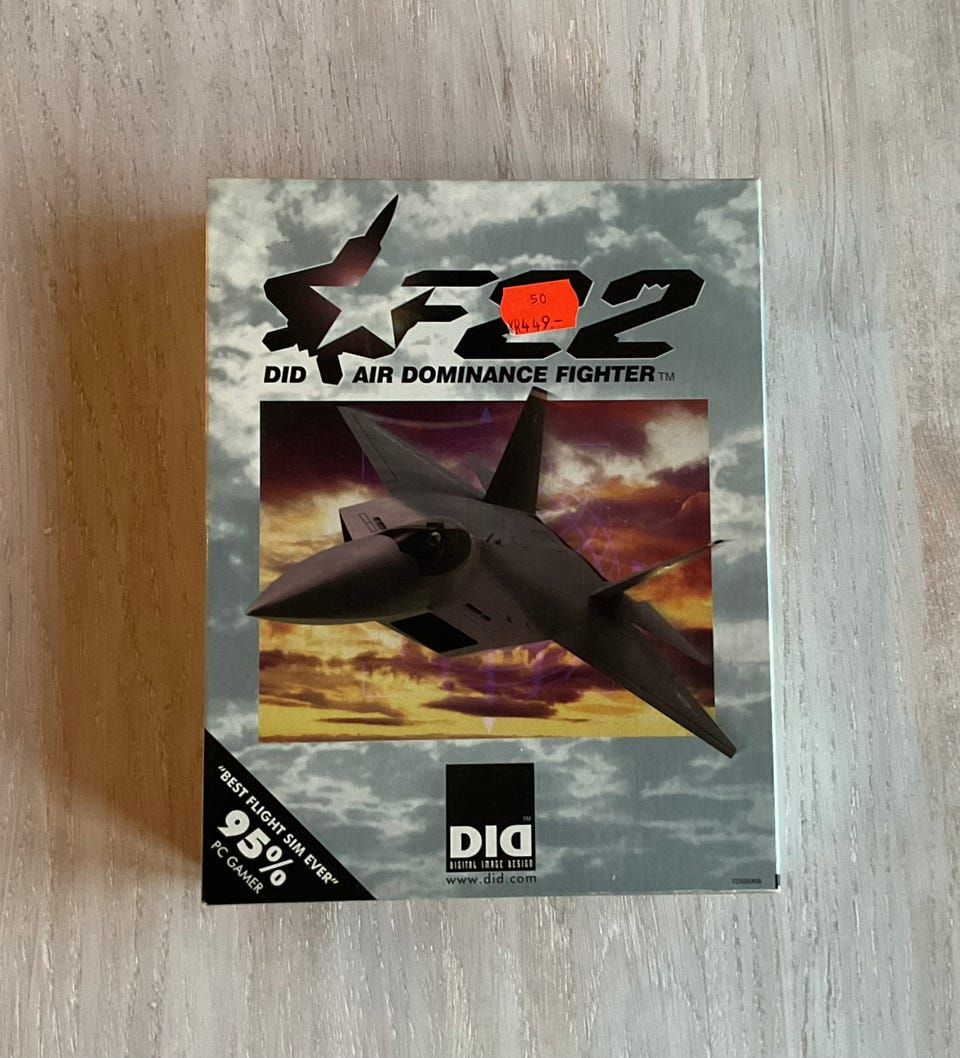 F22
50
KR449.-
DID AIR DOMINANCE FIGHTER™
"BEST FLIGHT SIM EVER"
95%
PC GAMER
DID™
DIGITAL IMAGE DESIGN
www.did.com